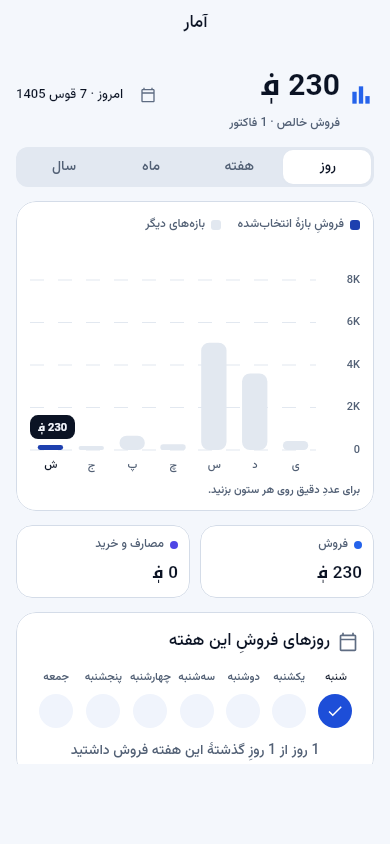 آمار
230 ؋
امروز · 7 قوس 1405
فروش خالص · 1 فاکتور
روز هفته ماه سال
فروشِ بازهٔ انتخاب‌شده بازه‌های دیگر
8K
6K
4K
2K
0
230 ؋
ی د س چ پ ج ش
برای عددِ دقیق روی هر ستون بزنید.
فروش
230 ؋
مصارف و خرید
0 ؋
روزهای فروشِ این هفته
شنبه یکشنبه دوشنبه سه‌شنبه چهارشنبه پنجشنبه جمعه
1 روز از 1 روزِ گذشتهٔ این هفته فروش داشتید